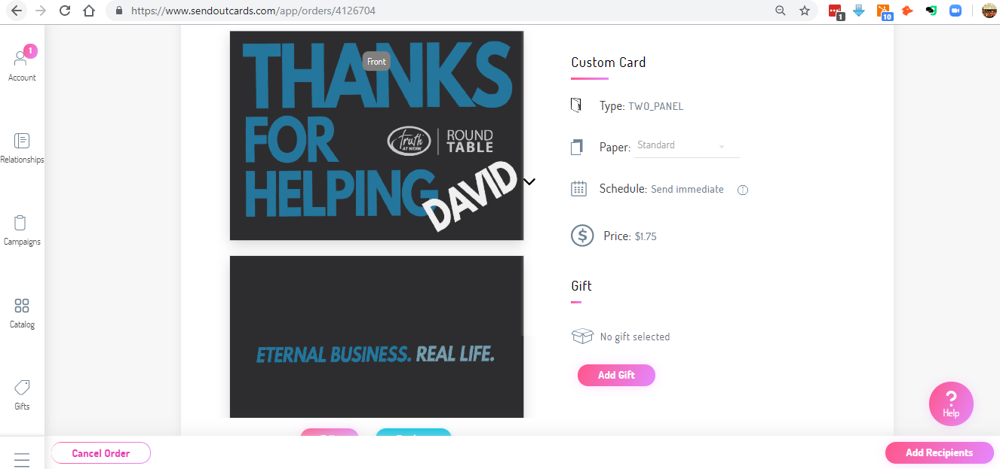 https://www.sendoutcards.com/app/orders/4126704
1
10
1
Account
Relationships
Campaigns
Catalog
Gifts
THANKS
Front
FOR
truth
AT WORK
ROUND
TABLE
HELPING
DAVID
ETERNAL BUSINESS. REAL LIFE.
Custom Card
Type: TWO_PANEL
Paper: Standard
Schedule: Send immediate
Price: $1.75
Gift
No gift selected
Add Gift
? Help
Cancel Order
Add Recipients